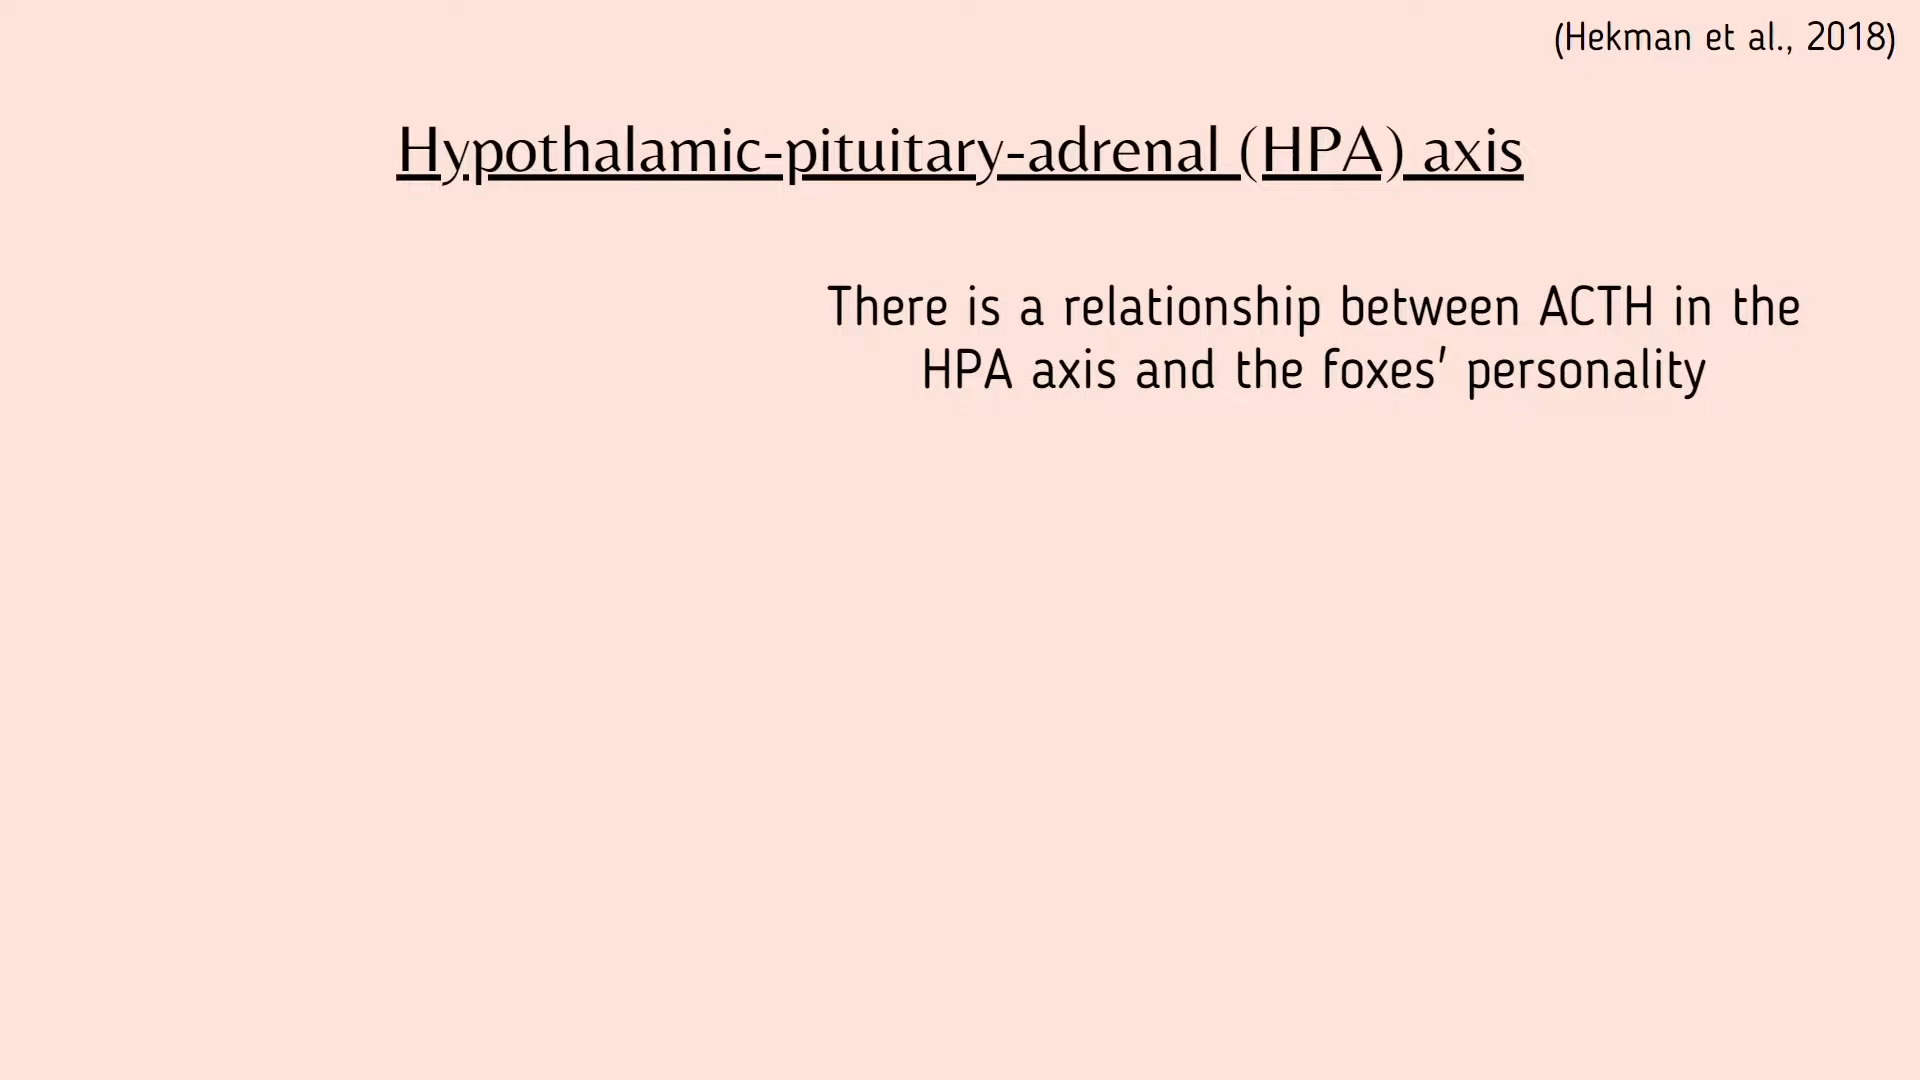 (Hekman et al., 2018)
Hypothalamic-pituitary-adrenal (HPA) axis
There is a relationship between ACTH in the
HPA axis and the foxes' personality